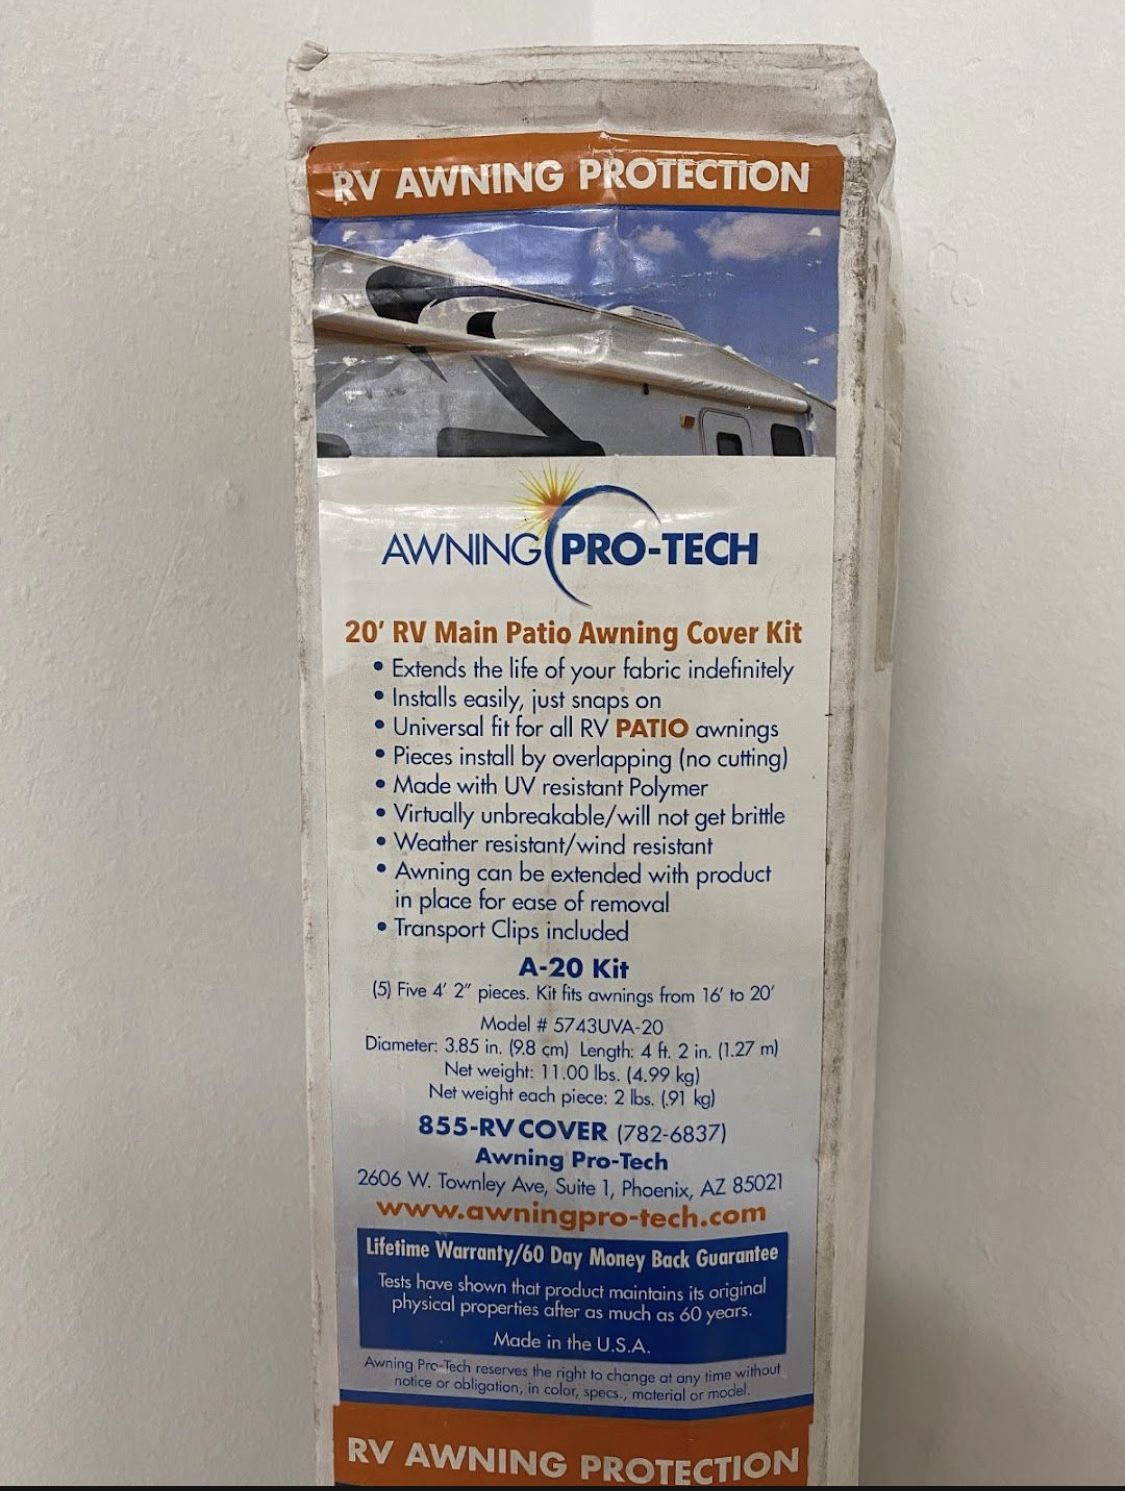 RV AWNING PROTECTION
AWNING PRO-TECH
20' RV Main Patio Awning Cover Kit
• Extends the life of your fabric indefinitely
• Installs easily, just snaps on
• Universal fit for all RV PATIO awnings
• Pieces install by overlapping (no cutting)
• Made with UV resistant Polymer
• Virtually unbreakable/will not get brittle
• Weather resistant/wind resistant
• Awning can be extended with product
in place for ease of removal
• Transport Clips included
A-20 Kit
(5) Five 4' 2" pieces. Kit fits awnings from 16' to 20'
Model # 5743UVA-20
Diameter: 3.85 in. (9.8 cm) Length: 4 ft. 2 in. (1.27 m)
Net weight: 11.00 lbs. (4.99 kg)
Net weight each piece: 2 lbs. (.91 kg)
855-RV COVER (782-6837)
Awning Pro-Tech
2606 W. Townley Ave, Suite 1, Phoenix, AZ 85021
www.awningpro-tech.com
Lifetime Warranty/60 Day Money Back Guarantee
Tests have shown that product maintains its original
physical properties after as much as 60 years.
Made in the U.S.A.
Awning Pro-Tech reserves the right to change at any time without
notice or obligation, in color, specs., material or model.
RV AWNING PROTECTION